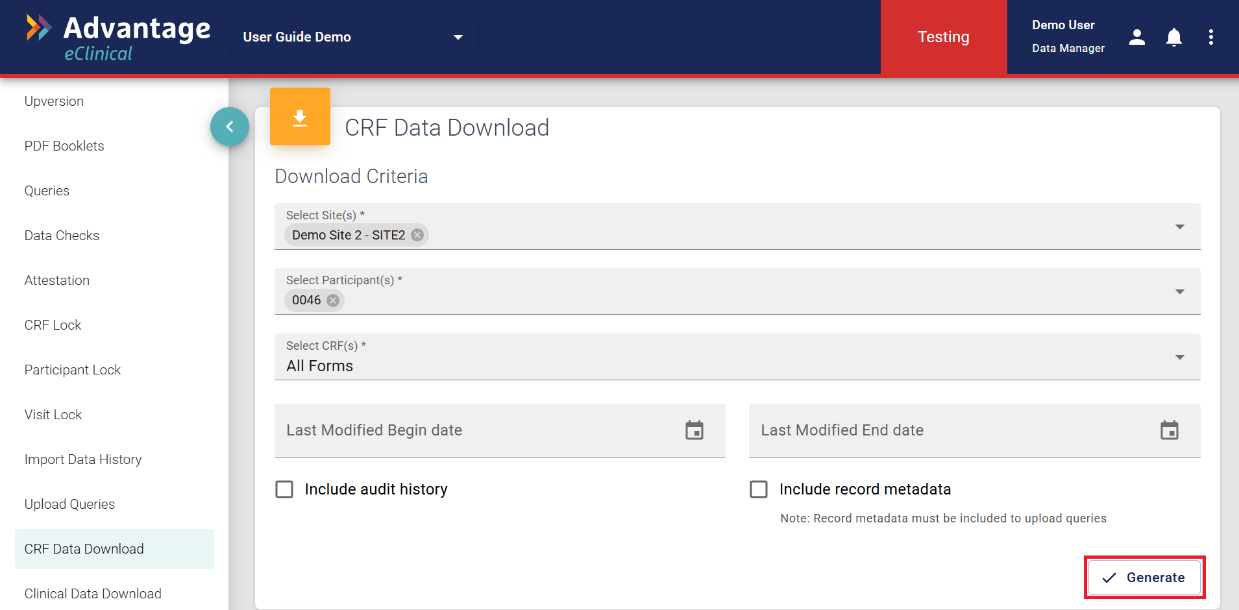 Advantage
eClinical
User Guide Demo
Testing
Demo User
Data Manager
Upversion
PDF Booklets
Queries
Data Checks
Attestation
CRF Lock
Participant Lock
Visit Lock
Import Data History
Upload Queries
CRF Data Download
Clinical Data Download
CRF Data Download
Download Criteria
Select Site(s) *
Demo Site 2 - SITE2
Select Participant(s) *
0046
Select CRF(s) *
All Forms
Last Modified Begin date
Last Modified End date
Include audit history
Include record metadata
Note: Record metadata must be included to upload queries
Generate